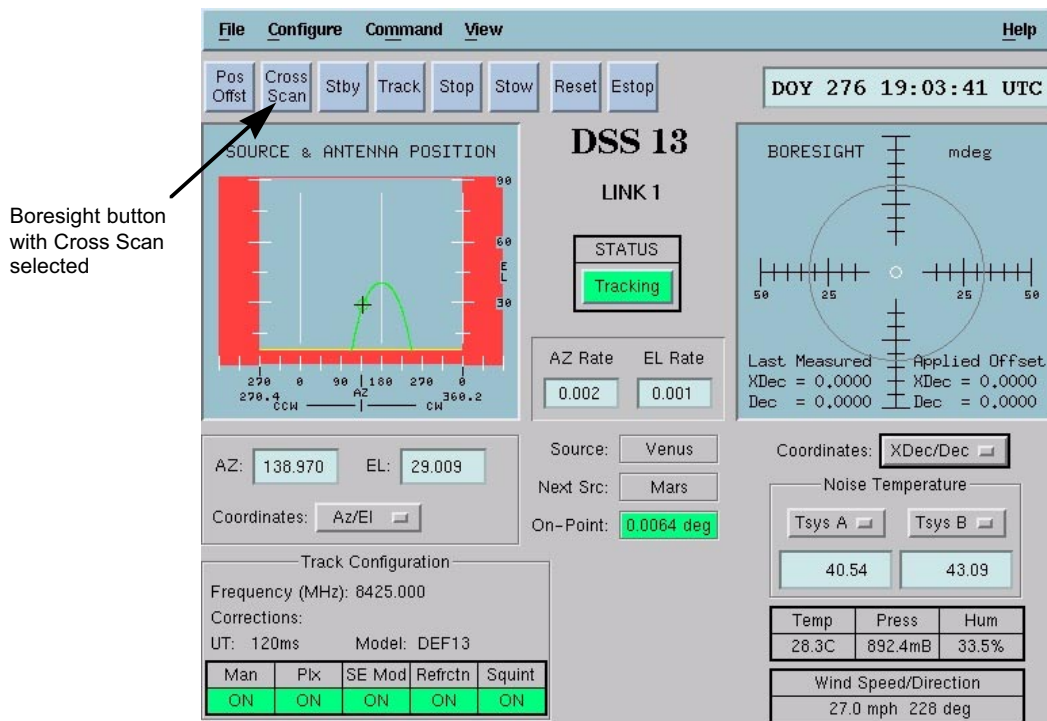 File Configure Command View Help
Pos Offst Cross Scan Stby Track Stop Stow Reset Estop
DOY 276 19:03:41 UTC
Boresight button
with Cross Scan
selected
SOURCE & ANTENNA POSITION
90
60
EL
30
270 0 90 180 270 0
270.4 AZ 360.2
CCW CW
DSS 13
LINK 1
STATUS
Tracking
AZ Rate EL Rate
0.002 0.001
BORESIGHT mdeg
50 25 25 50
Last Measured Applied Offset
XDec = 0.0000 XDec = 0.0000
Dec = 0.0000 Dec = 0.0000
AZ: 138.970 EL: 29.009
Coordinates: Az/El
Source: Venus
Next Src: Mars
On-Point: 0.0064 deg
Coordinates: XDec/Dec
Noise Temperature
Tsys A Tsys B
40.54 43.09
Track Configuration
Frequency (MHz): 8425.000
Corrections:
UT: 120ms Model: DEF13
Man Plx SE Mod Refrctn Squint
ON ON ON ON ON
Temp Press Hum
28.3C 892.4mB 33.5%
Wind Speed/Direction
27.0 mph 228 deg